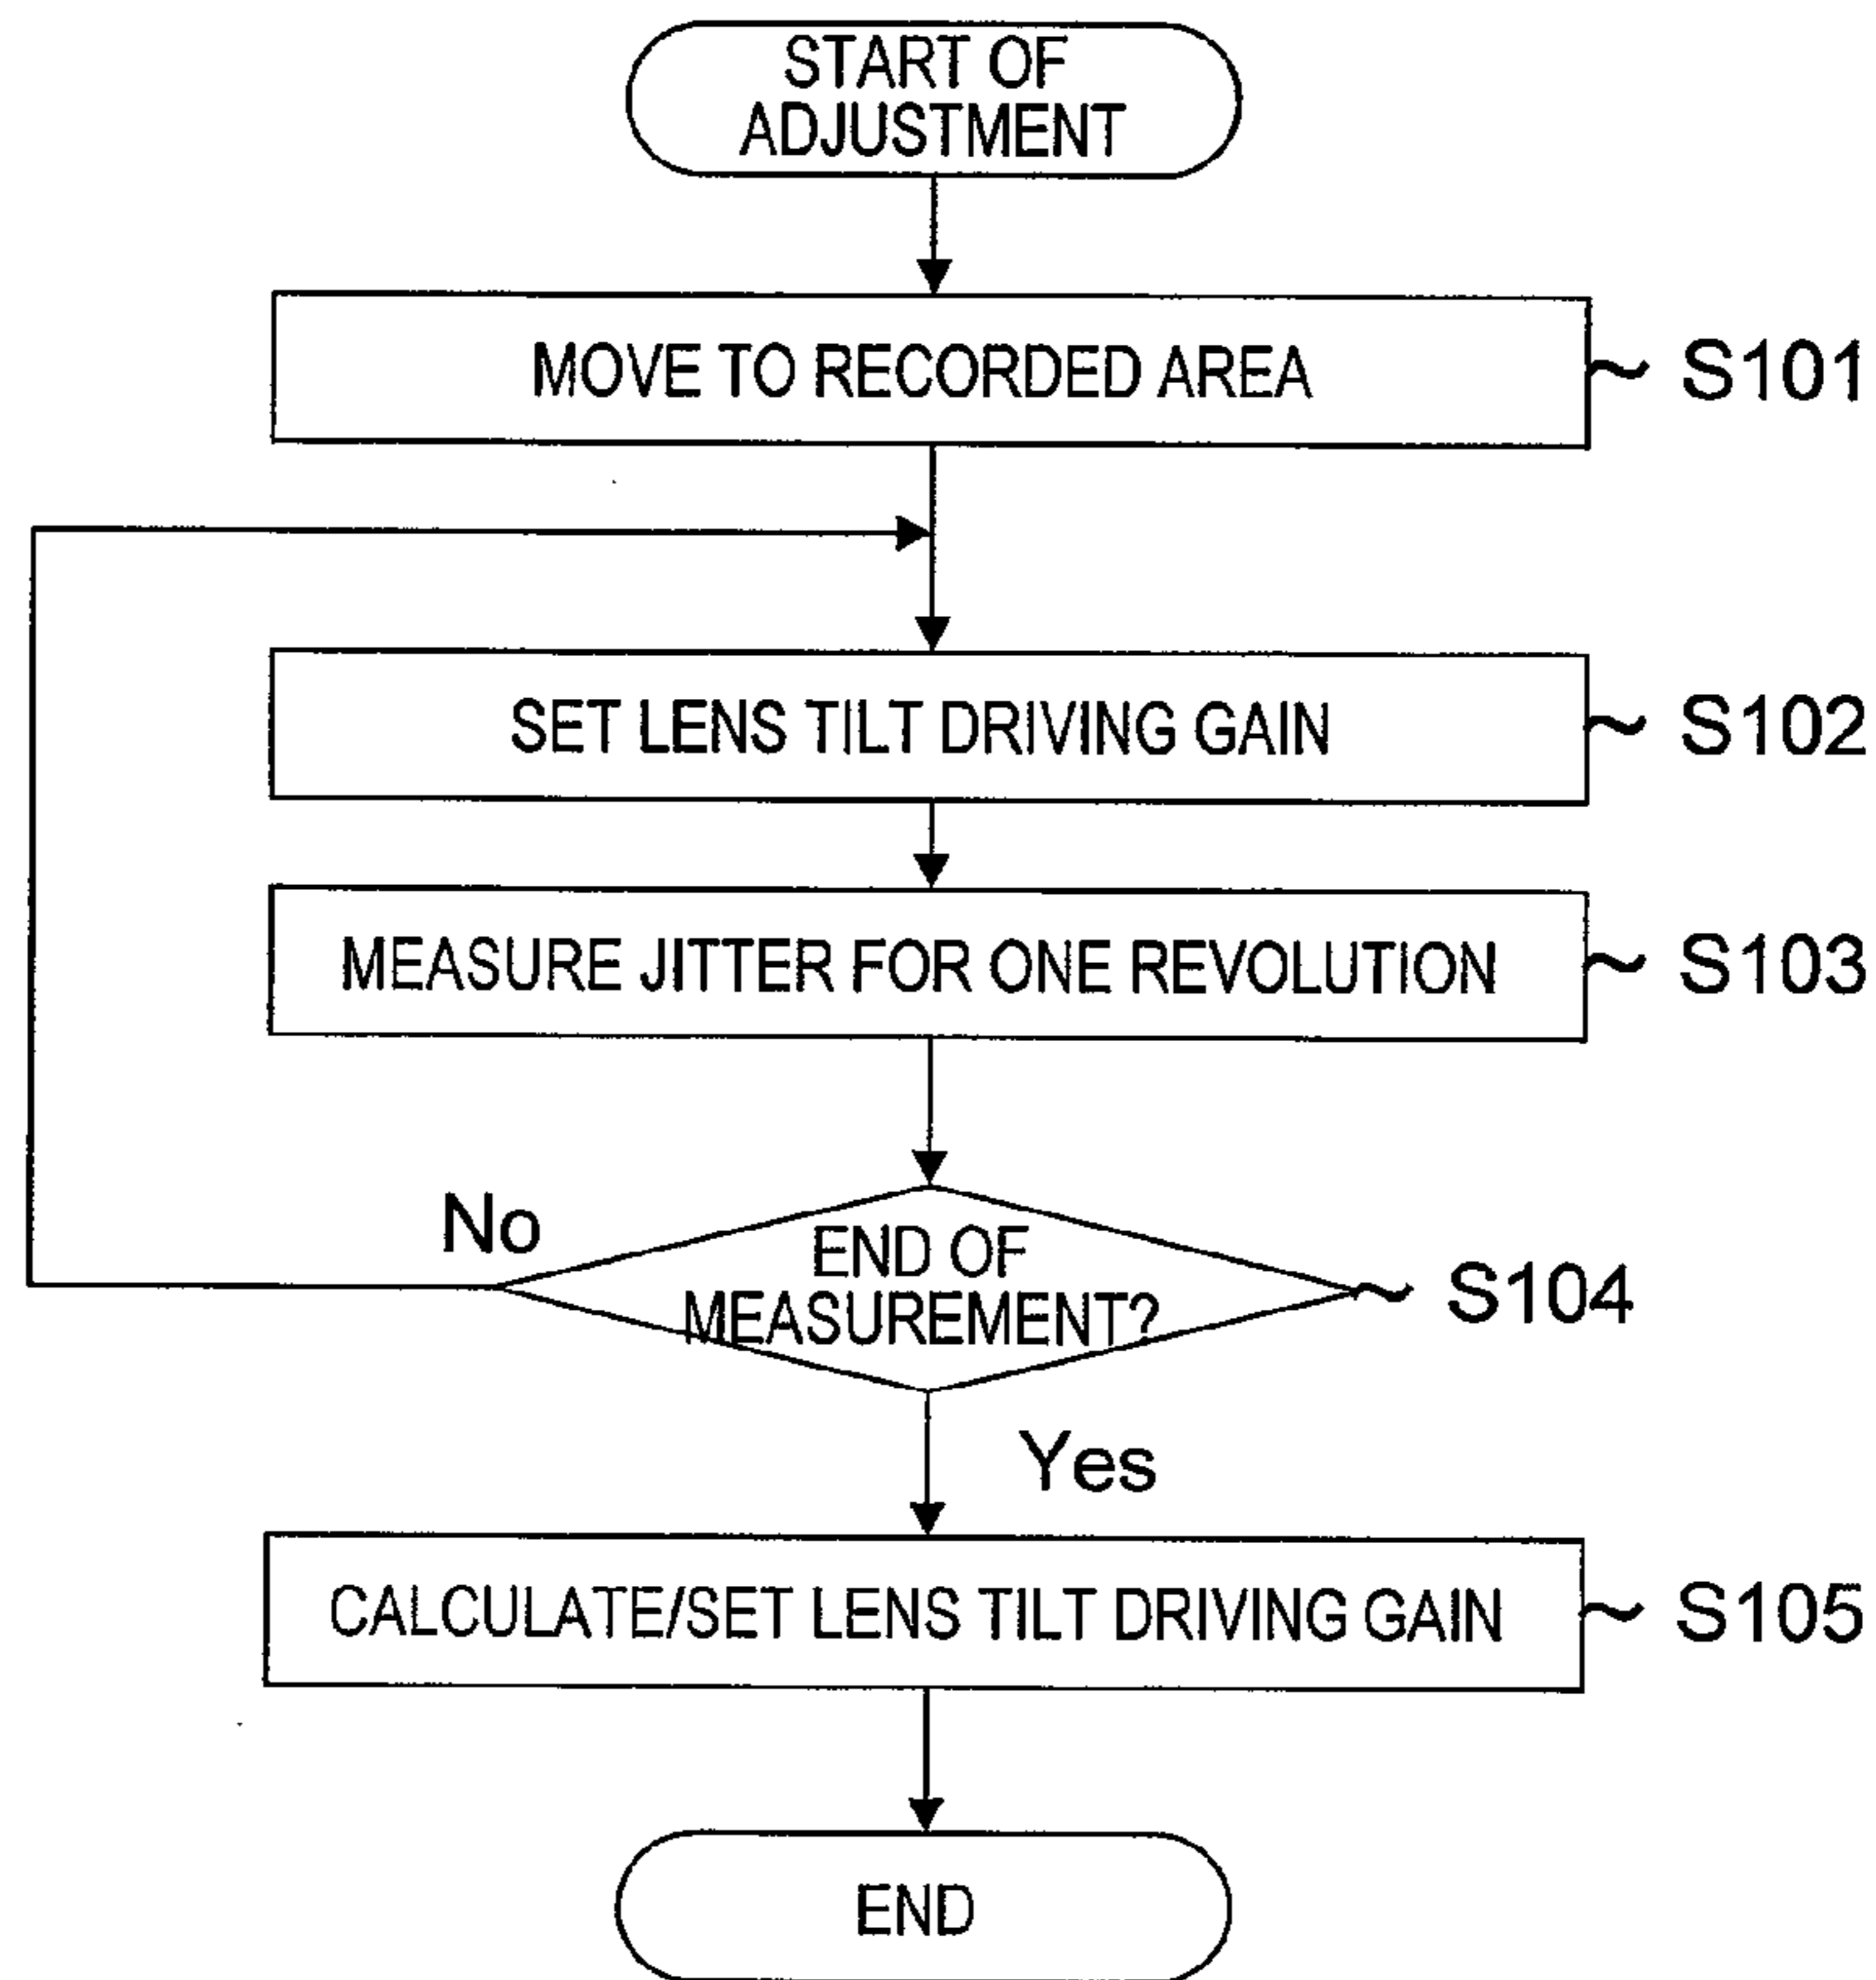 START OF
ADJUSTMENT
MOVE TO RECORDED AREA
S101
SET LENS TILT DRIVING GAIN
S102
MEASURE JITTER FOR ONE REVOLUTION
S103
No
END OF
MEASUREMENT?
S104
Yes
CALCULATE/SET LENS TILT DRIVING GAIN
S105
END